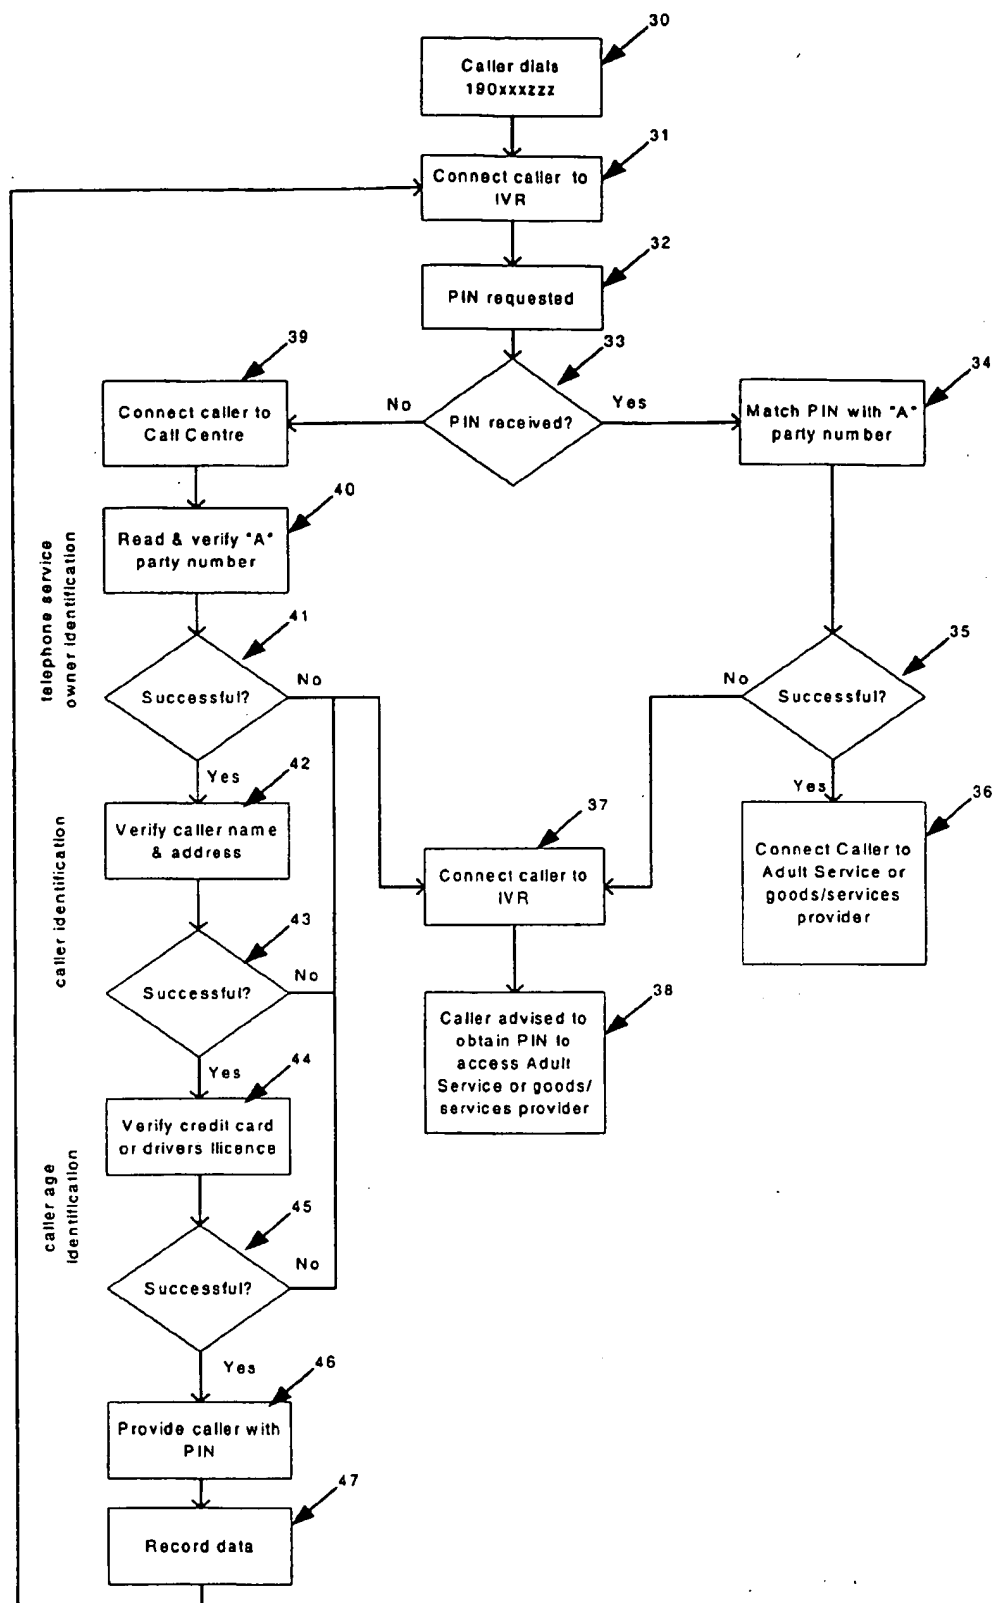 30
Caller dials
190xxxzzz
31
Connect caller to
IVR
32
PIN requested
33
PIN received?
No
Yes
39
Connect caller to
Call Centre
34
Match PIN with "A"
party number
40
Read & verify "A"
party number
telephone service
owner identification
41
Successful?
No
Yes
35
Successful?
No
Yes
42
Verify caller name
& address
caller identification
37
Connect caller to
IVR
36
Connect Caller to
Adult Service or
goods/services
provider
43
Successful?
No
Yes
38
Caller advised to
obtain PIN to
access Adult
Service or goods/
services provider
44
Verify credit card
or drivers llicence
caller age
identification
45
Successful?
No
Yes
46
Provide caller with
PIN
47
Record data